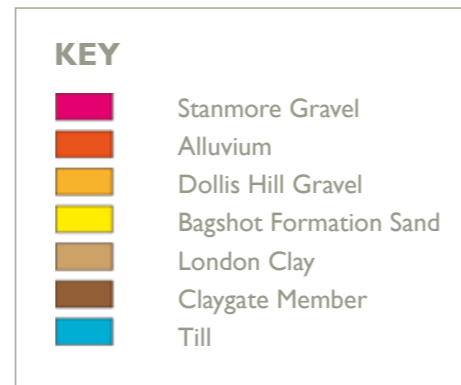 KEY
Stanmore Gravel
Alluvium
Dollis Hill Gravel
Bagshot Formation Sand
London Clay
Claygate Member
Till